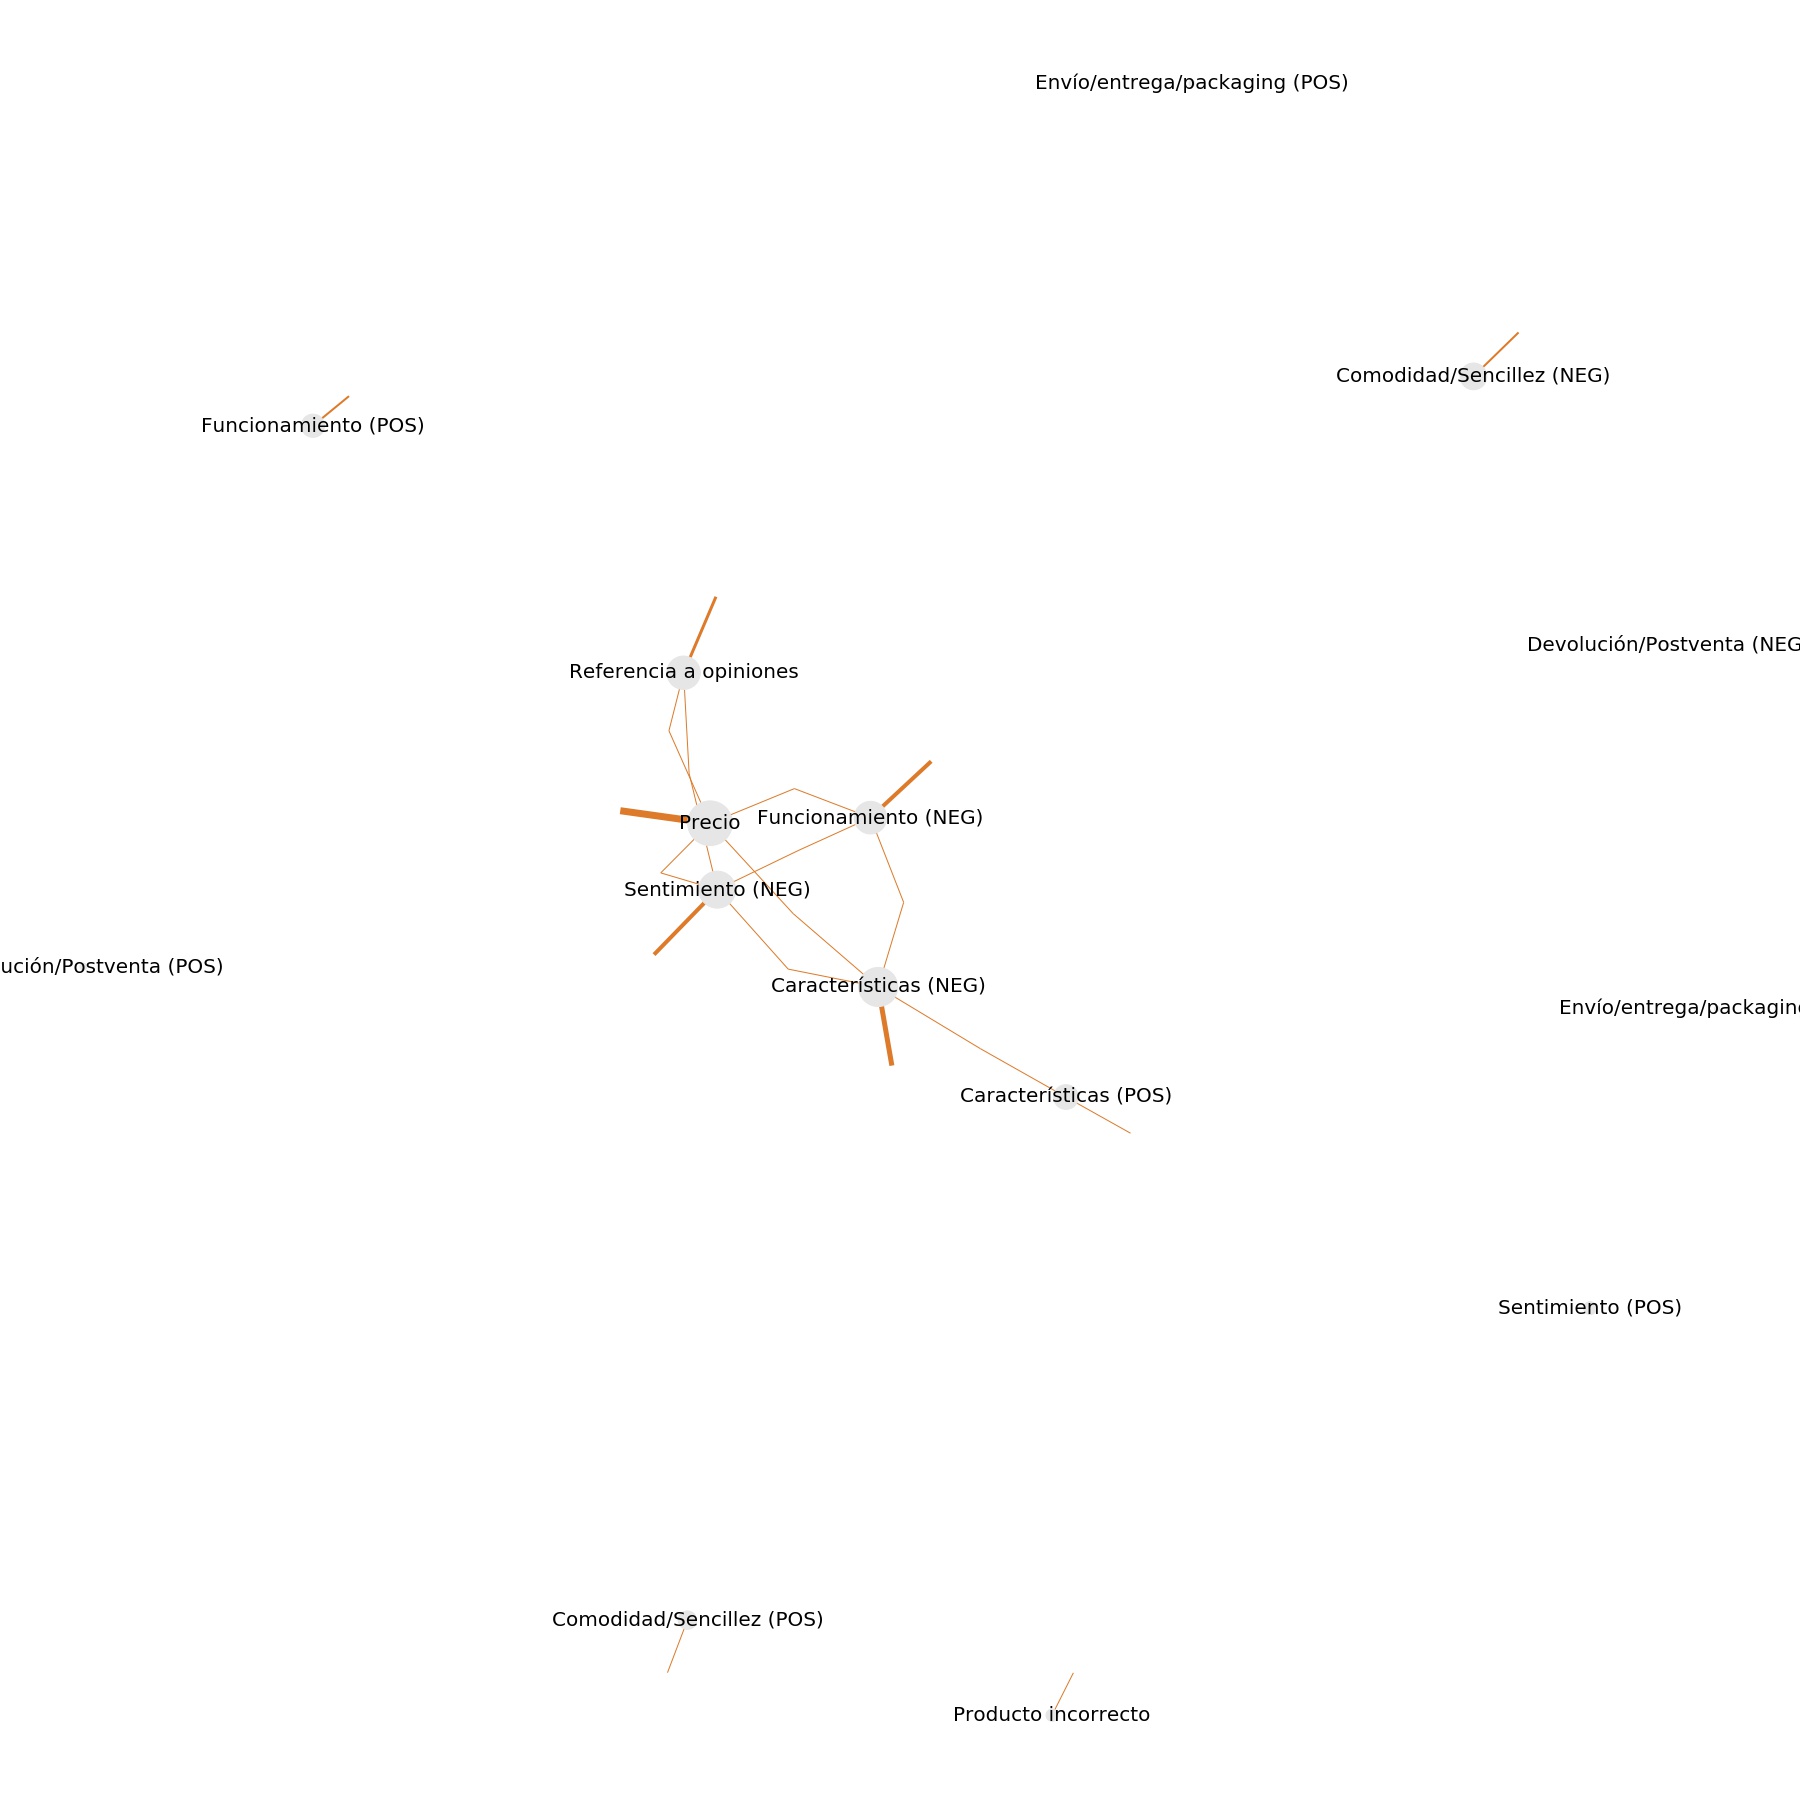 Envío/entrega/packaging (POS)
Comodidad/Sencillez (NEG)
Funcionamiento (POS)
Devolución/Postventa (NEG
Referencia a opiniones
Precio
Funcionamiento (NEG)
Sentimiento (NEG)
ución/Postventa (POS)
Características (NEG)
Envío/entrega/packaging
Características (POS)
Sentimiento (POS)
Comodidad/Sencillez (POS)
Producto incorrecto